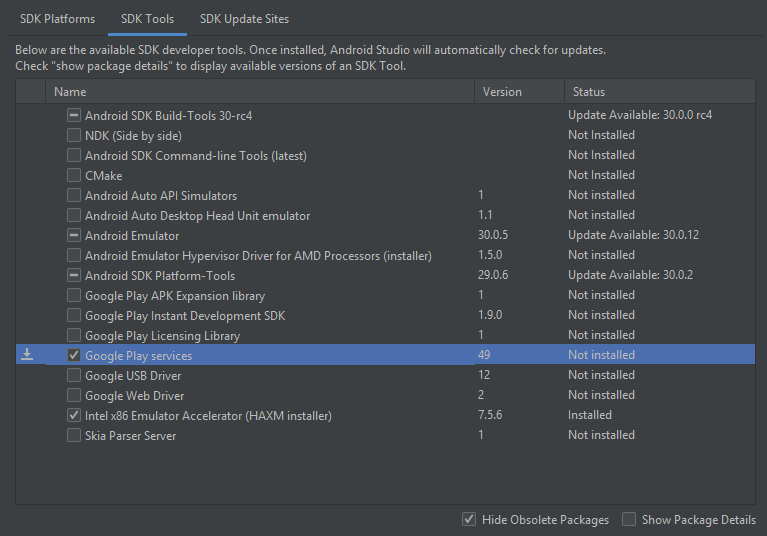 SDK Platforms SDK Tools SDK Update Sites
Below are the available SDK developer tools. Once installed, Android Studio will automatically check for updates.
Check "show package details" to display available versions of an SDK Tool.
Name Version Status
Android SDK Build-Tools 30-rc4 Update Available: 30.0.0 rc4
NDK (Side by side) Not Installed
Android SDK Command-line Tools (latest) Not Installed
CMake Not Installed
Android Auto API Simulators 1 Not installed
Android Auto Desktop Head Unit emulator 1.1 Not installed
Android Emulator 30.0.5 Update Available: 30.0.12
Android Emulator Hypervisor Driver for AMD Processors (installer) 1.5.0 Not installed
Android SDK Platform-Tools 29.0.6 Update Available: 30.0.2
Google Play APK Expansion library 1 Not installed
Google Play Instant Development SDK 1.9.0 Not installed
Google Play Licensing Library 1 Not installed
Google Play services 49 Not installed
Google USB Driver 12 Not installed
Google Web Driver 2 Not installed
Intel x86 Emulator Accelerator (HAXM installer) 7.5.6 Installed
Skia Parser Server 1 Not installed
Hide Obsolete Packages Show Package Details